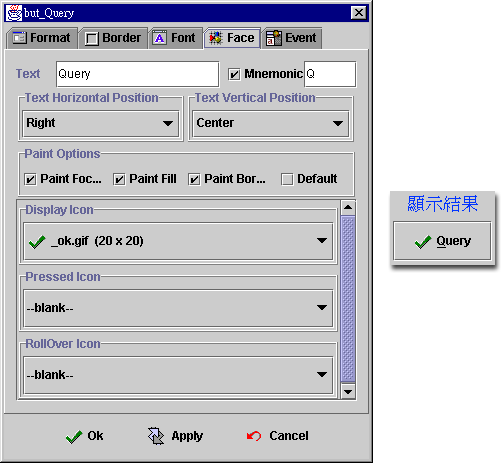 but_Query
Format Border Font Face Event
Text Query Mnemonic Q
Text Horizontal Position Text Vertical Position
Right Center
Paint Options
Paint Foc... Paint Fill Paint Bor... Default
Display Icon
_ok.gif (20 x 20)
Pressed Icon
--blank--
RollOver Icon
--blank--
Ok Apply Cancel
顯示結果
Query